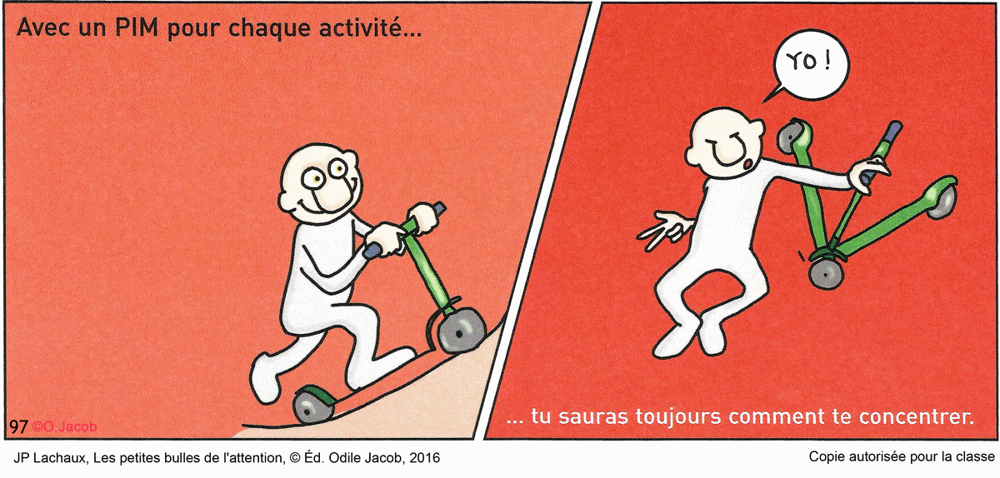 Avec un PIM pour chaque activité...
YO !
... tu sauras toujours comment te concentrer.
97 ©O.Jacob
JP Lachaux, Les petites bulles de l'attention, © Éd. Odile Jacob, 2016
Copie autorisée pour la classe